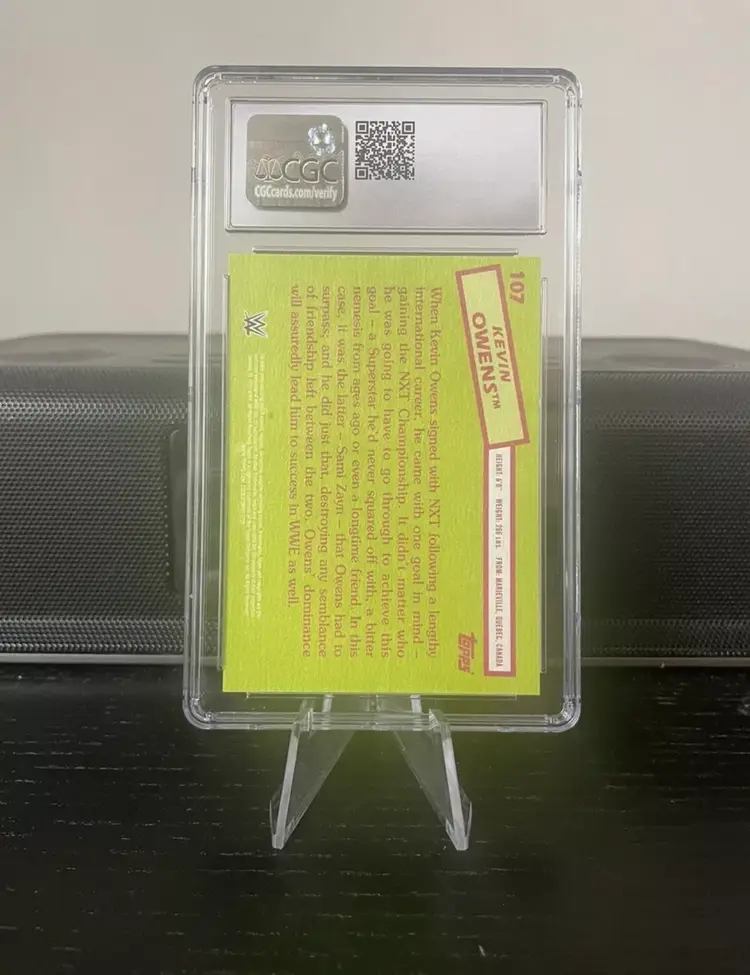 CGC
CGCcards.com/verify
107
KEVIN
OWENS™
HEIGHT: 6'0" WEIGHT: 266 LBS. FROM: MARIEVILLE, QUEBEC, CANADA
When Kevin Owens signed with NXT following a lengthy
international career, he came with one goal in mind –
gaining the NXT Championship. It didn't matter who
he was going to have to go through to achieve this
goal – a Superstar he'd never squared off with, a bitter
nemesis from ages ago or even a longtime friend. In this
case, it was the latter – Sami Zayn – that Owens had to
surpass; and he did just that, destroying any semblance
of friendship left between the two. Owens' dominance
will assuredly lead him to success in WWE as well.
topps
W